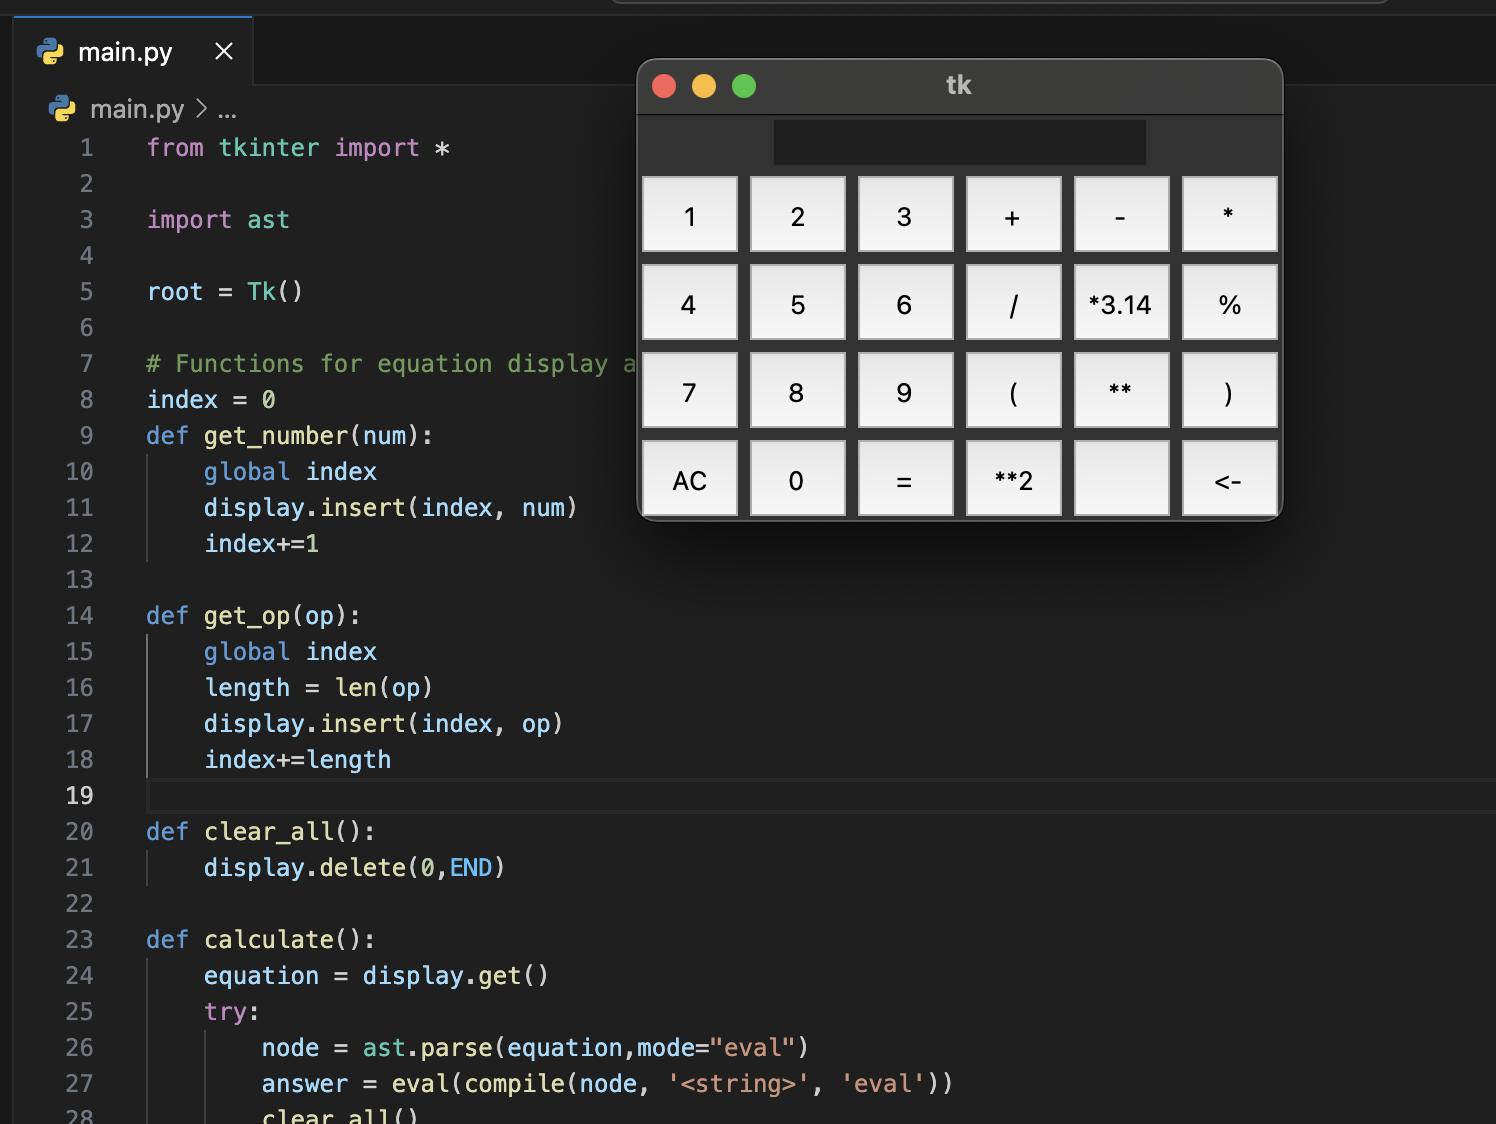 main.py
main.py > ...
1 from tkinter import *
2
3 import ast
4
5 root = Tk()
6
7 # Functions for equation display a
8 index = 0
9 def get_number(num):
10 global index
11 display.insert(index, num)
12 index+=1
13
14 def get_op(op):
15 global index
16 length = len(op)
17 display.insert(index, op)
18 index+=length
19
20 def clear_all():
21 display.delete(0,END)
22
23 def calculate():
24 equation = display.get()
25 try:
26 node = ast.parse(equation,mode="eval")
27 answer = eval(compile(node, '<string>', 'eval'))
28 clear_all()
tk
1 2 3 + - *
4 5 6 / *3.14 %
7 8 9 ( ** )
AC 0 = **2 <-